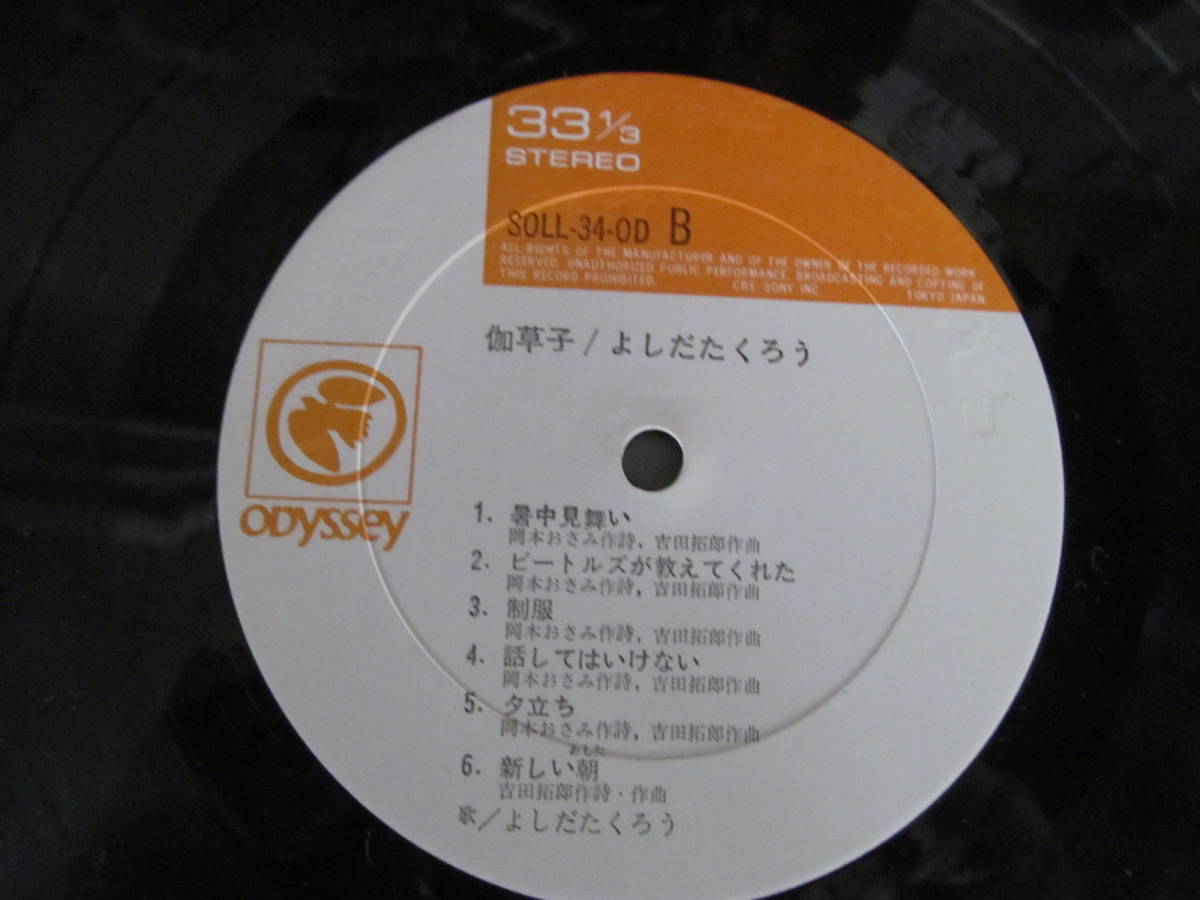 33 1/3
STEREO
SOLL-34-OD B
ALL RIGHTS OF THE MANUFACTURER AND OF THE OWNER OF THE RECORDED WORK
RESERVED. UNAUTHORIZED PUBLIC PERFORMANCE, BROADCASTING AND COPYING OF
THIS RECORD PROHIBITED. CBS/SONY INC. TOKYO JAPAN
伽草子/よしだたくろう
ODYSSEY
1. 暑中見舞い
岡本おさみ作詩, 吉田拓郎作曲
2. ビートルズが教えてくれた
岡本おさみ作詩, 吉田拓郎作曲
3. 制服
岡本おさみ作詩, 吉田拓郎作曲
4. 話してはいけない
岡本おさみ作詩, 吉田拓郎作曲
5. 夕立ち
岡本おさみ作詩, 吉田拓郎作曲
あした
6. 新しい朝
吉田拓郎作詩・作曲
歌/よしだたくろう